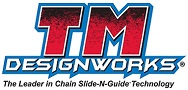 TM
DESIGNWORKS®
The Leader in Chain Slide-N-Guide Technology